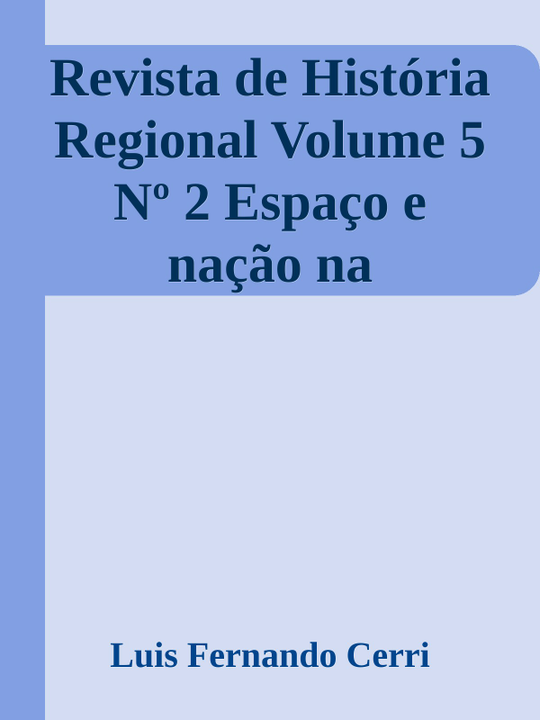 Revista de História
Regional Volume 5
Nº 2 Espaço e
nação na
Luis Fernando Cerri